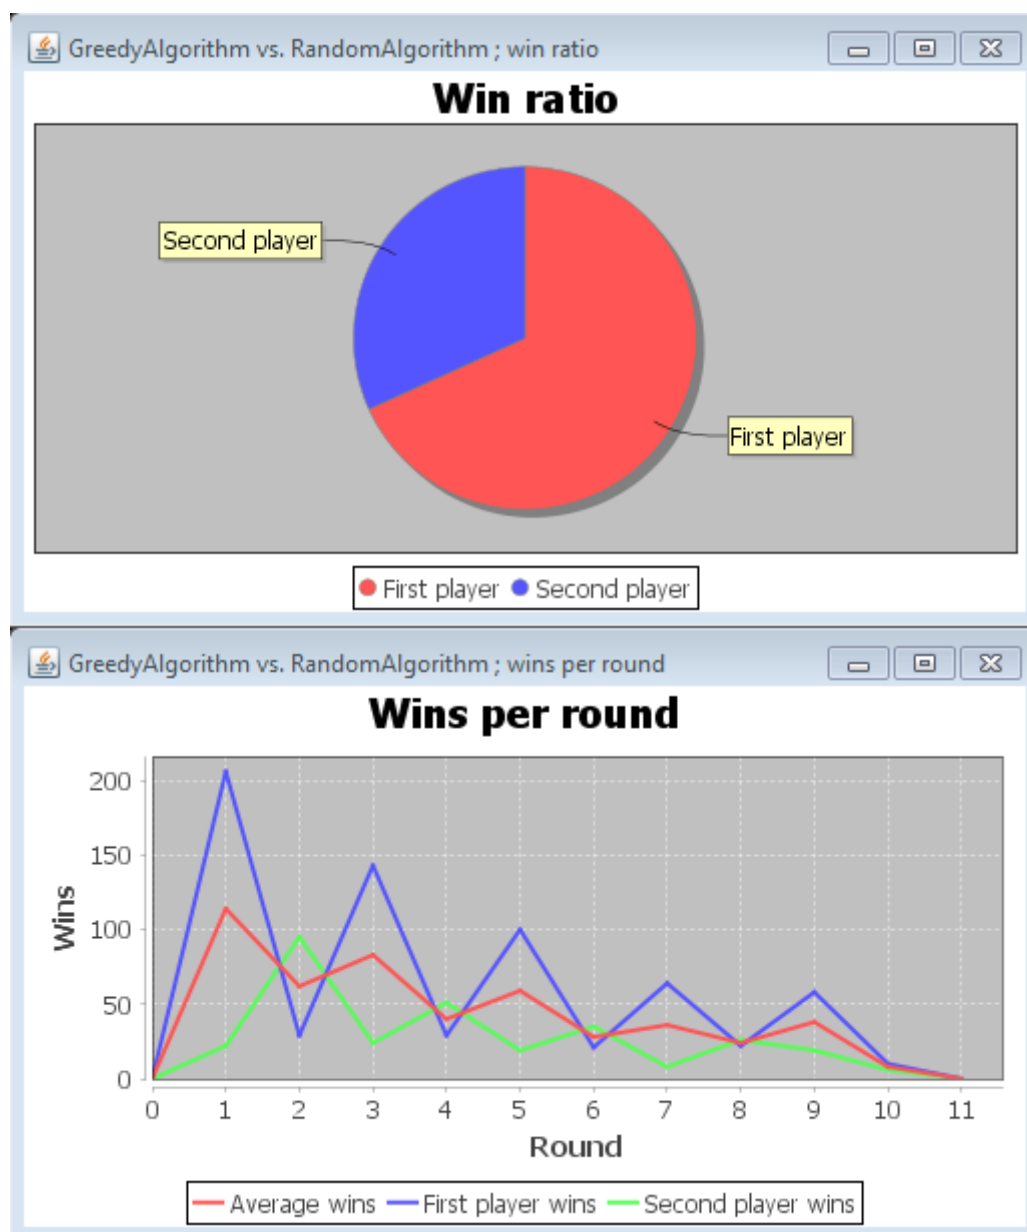 GreedyAlgorithm vs. RandomAlgorithm ; win ratio
Win ratio
Second player
First player
First player Second player
GreedyAlgorithm vs. RandomAlgorithm ; wins per round
Wins per round
Wins
200
150
100
50
0
0 1 2 3 4 5 6 7 8 9 10 11
Round
Average wins First player wins Second player wins